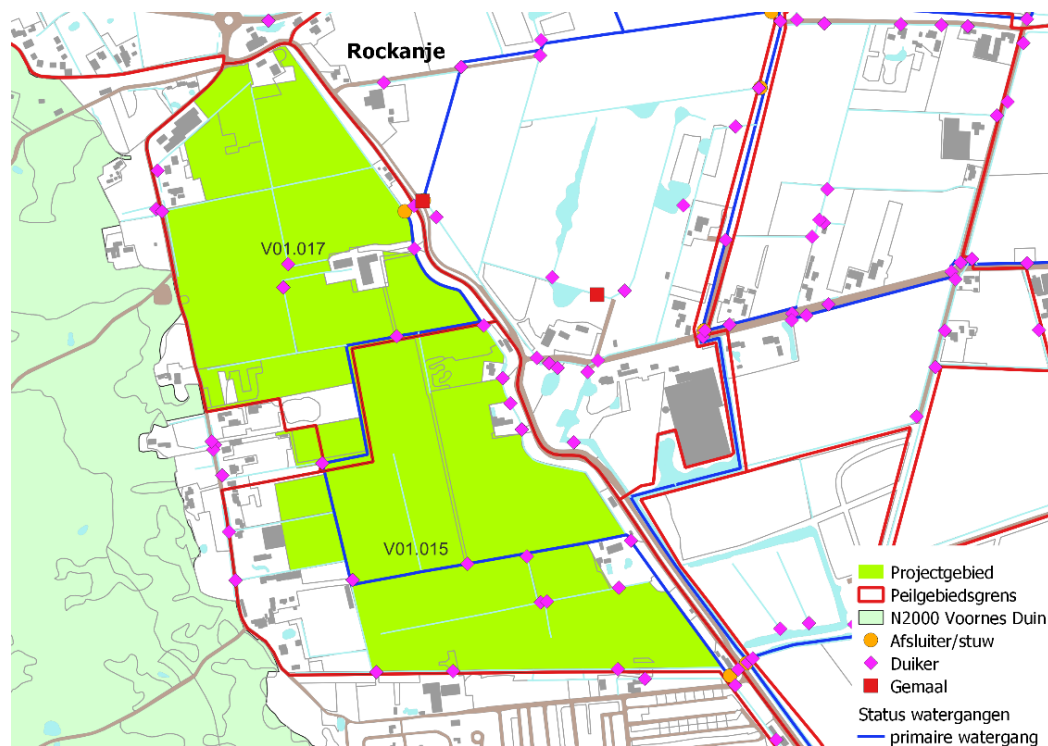 Rockanje
V01.017
V01.015
Projectgebied
Peilgebiedsgrens
N2000 Voornes Duin
Afsluiter/stuw
Duiker
Gemaal
Status watergangen
primaire watergang